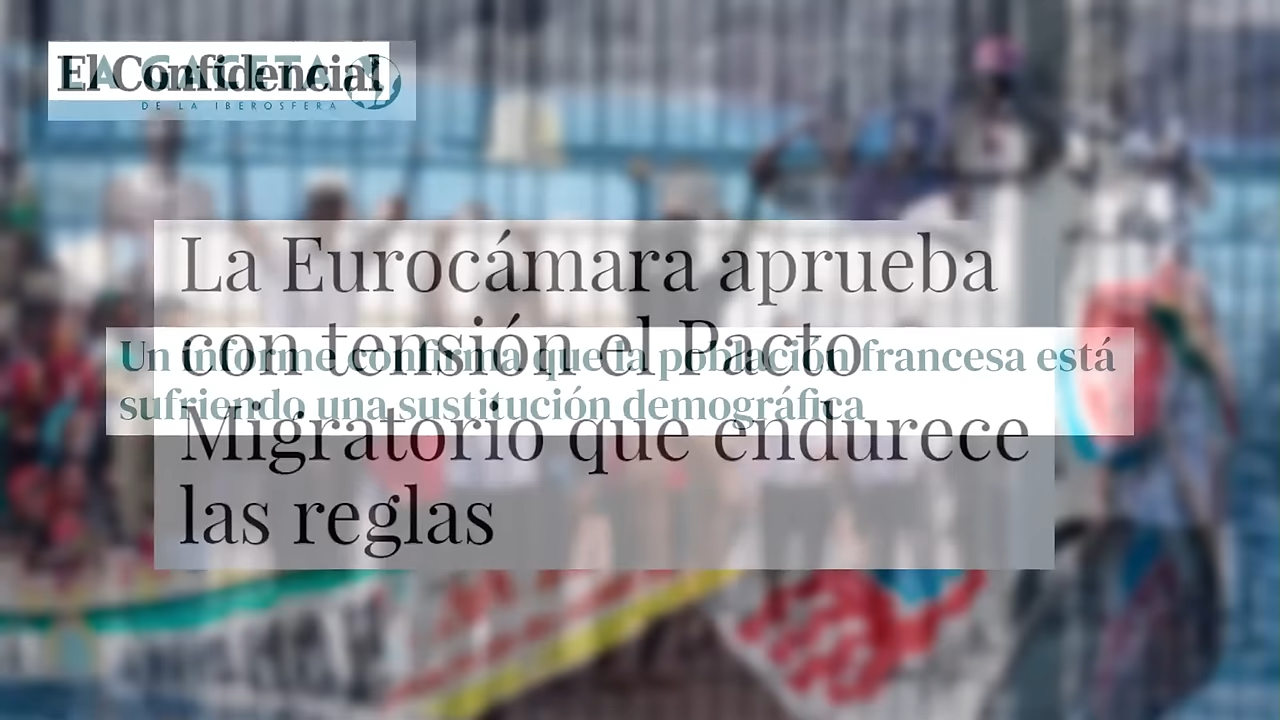 El Confidencial
LA GACETA
DE LA IBEROSFERA
La Eurocámara aprueba
con tensión el Pacto
Migratorio que endurece
las reglas
Un informe confirma que la población francesa está
sufriendo una sustitución demográfica